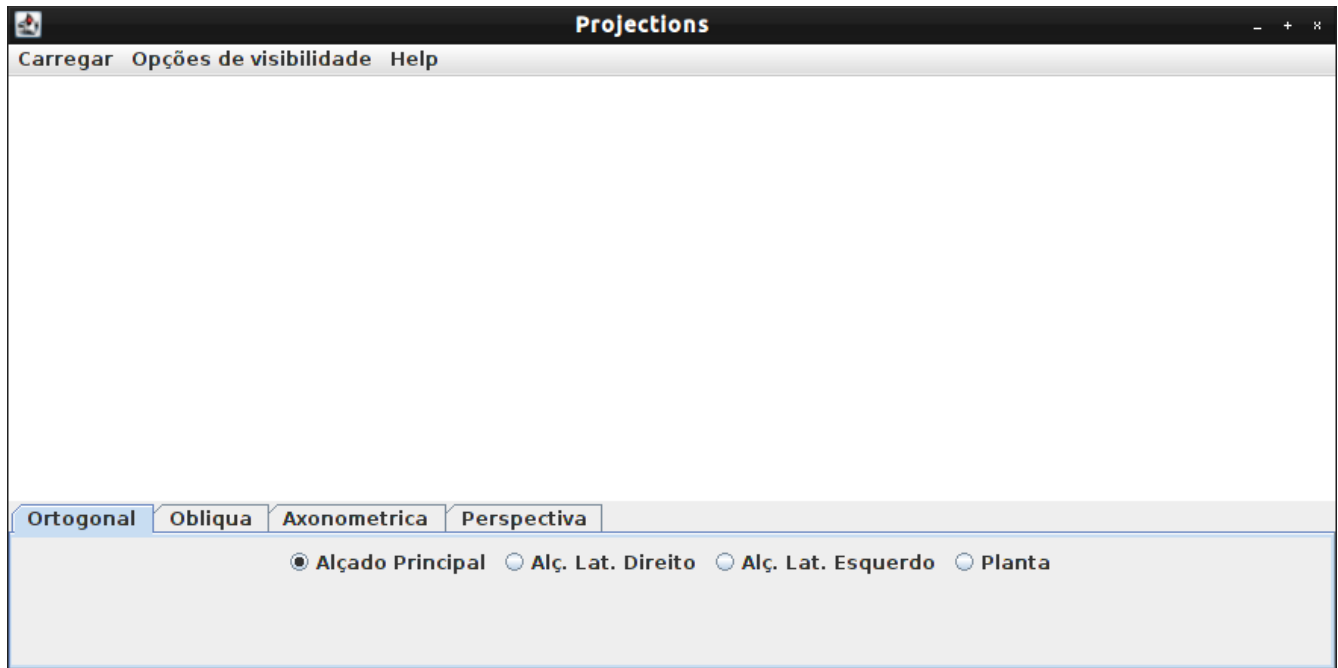 Projections
Carregar Opções de visibilidade Help
Ortogonal Obliqua Axonometrica Perspectiva
Alçado Principal Alç. Lat. Direito Alç. Lat. Esquerdo Planta